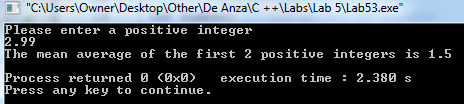 "C:\Users\Owner\Desktop\Other\De Anza\C ++\Labs\Lab 5\Lab53.exe"
Please enter a positive integer
2.99
The mean average of the first 2 positive integers is 1.5
Process returned 0 (0x0)   execution time : 2.380 s
Press any key to continue.